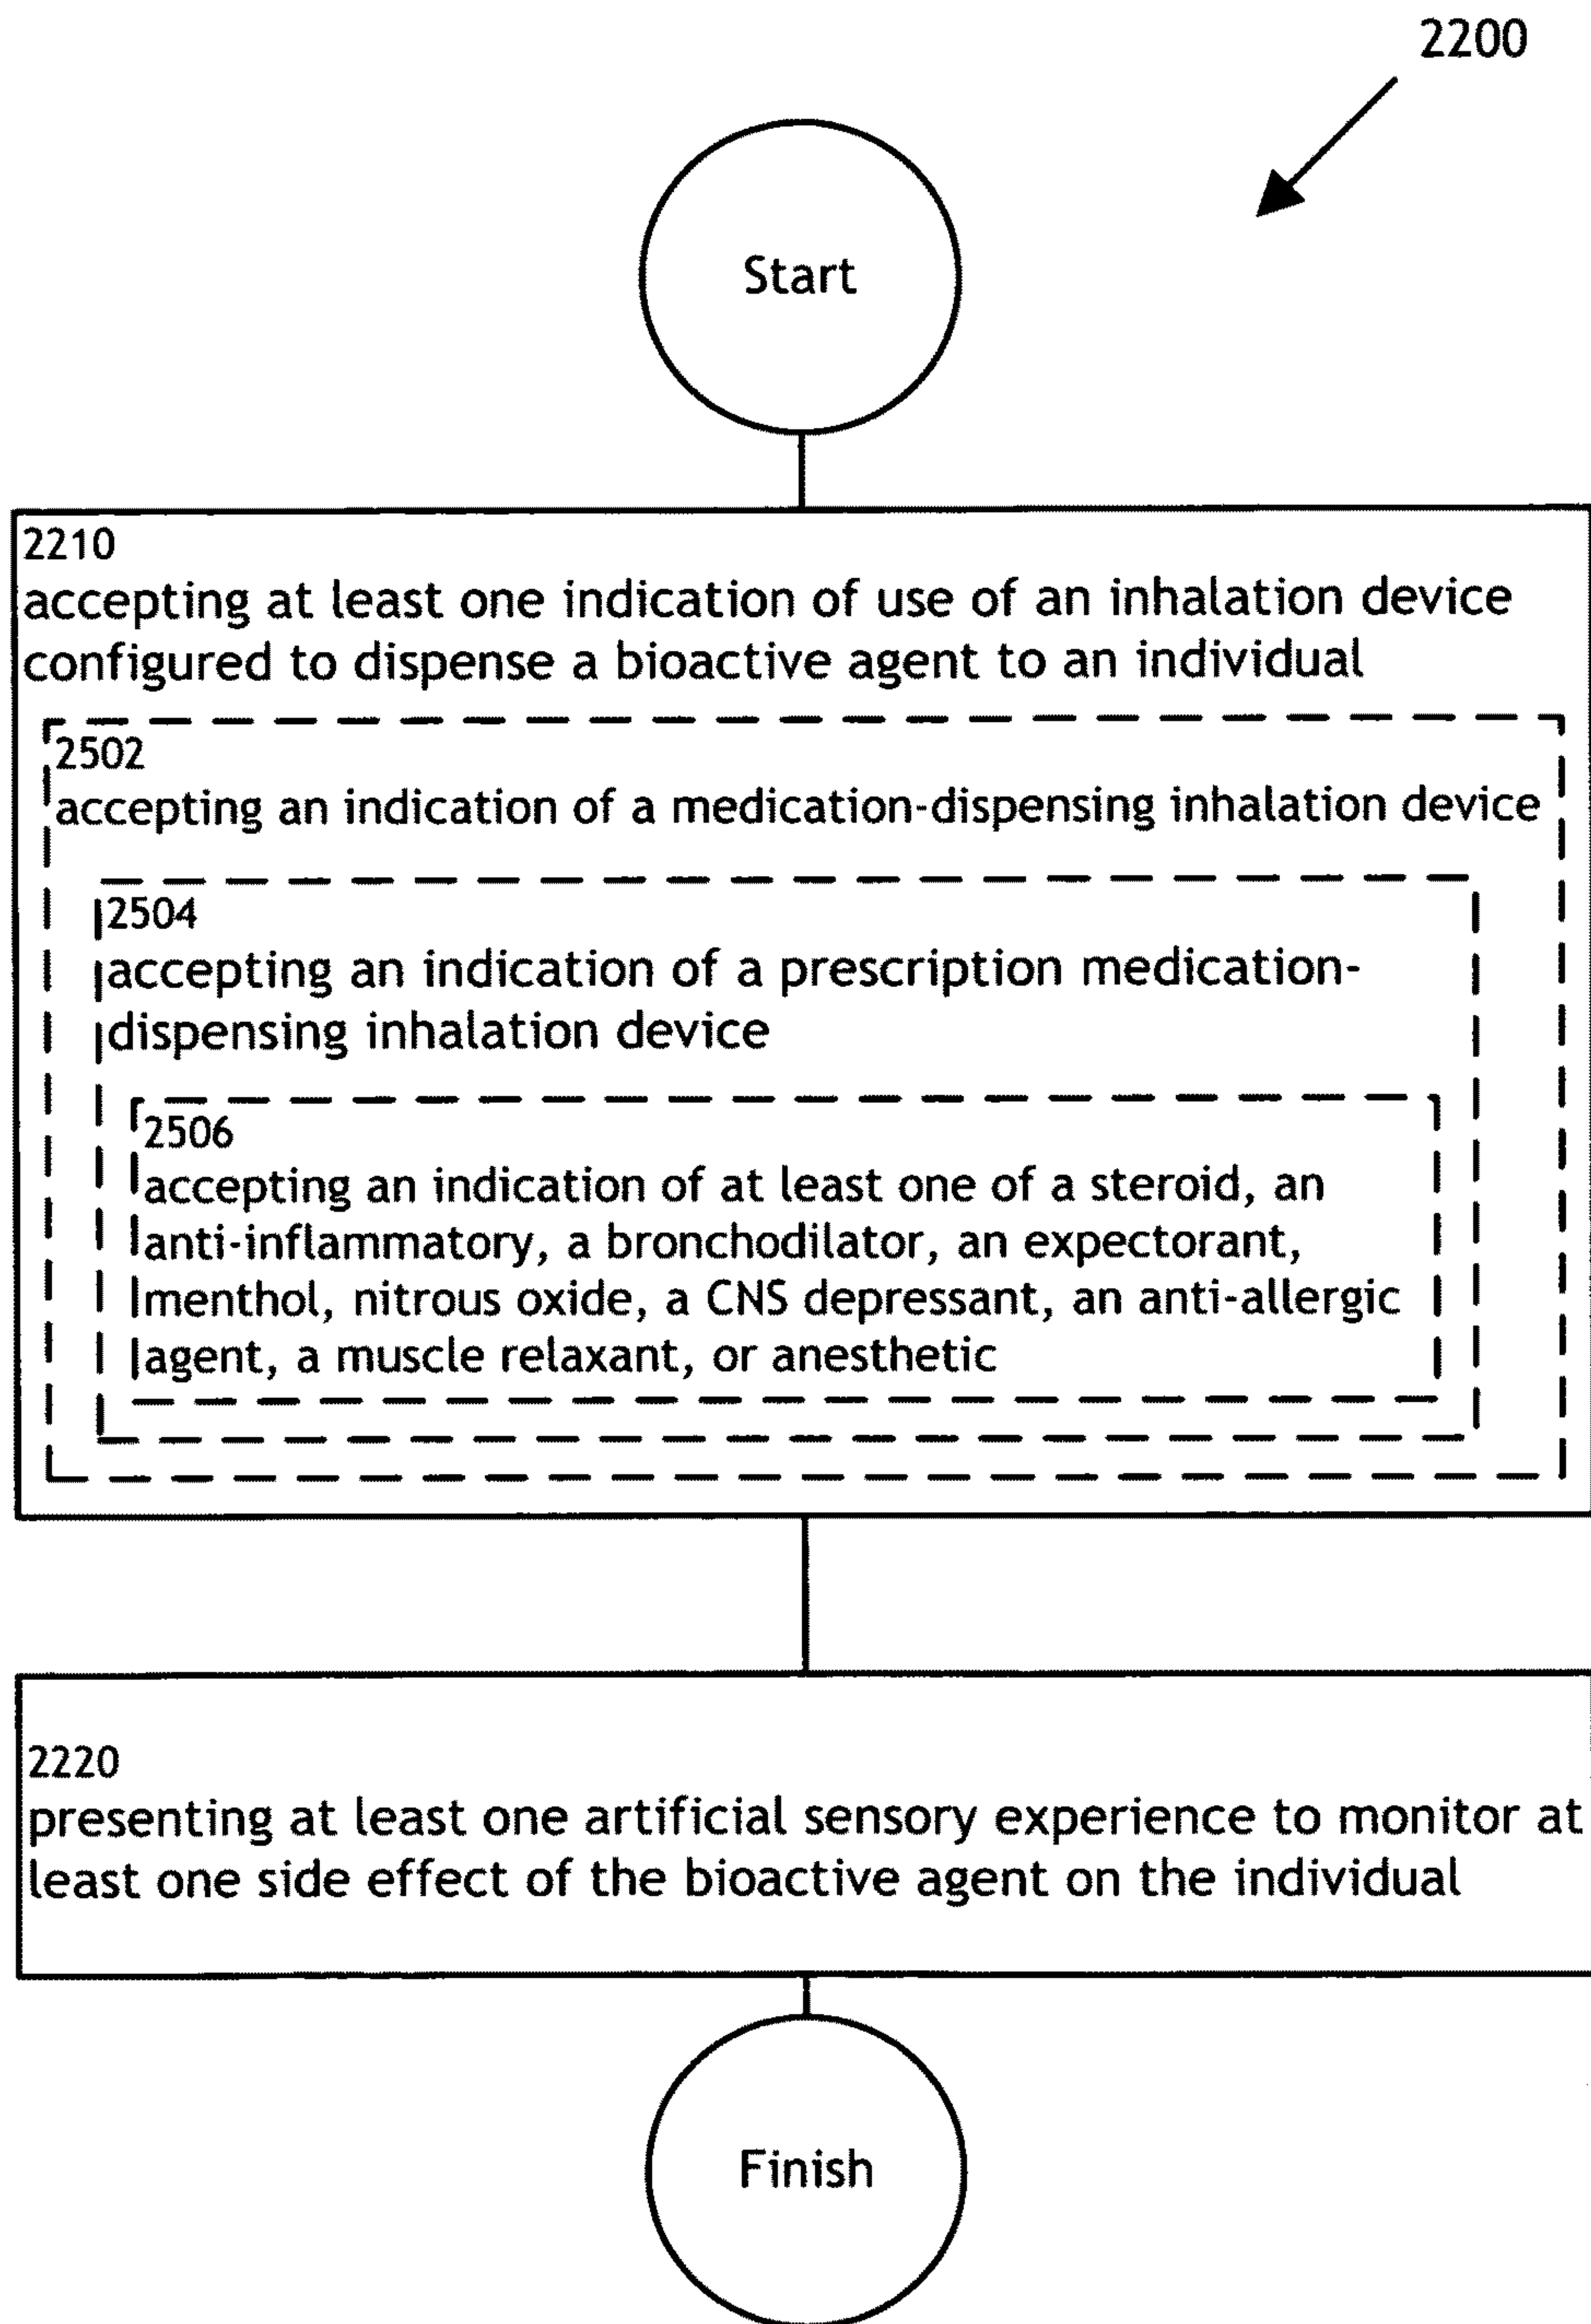 2200
Start
2210
accepting at least one indication of use of an inhalation device
configured to dispense a bioactive agent to an individual
2502
accepting an indication of a medication-dispensing inhalation device
2504
accepting an indication of a prescription medication-
dispensing inhalation device
2506
accepting an indication of at least one of a steroid, an
anti-inflammatory, a bronchodilator, an expectorant,
menthol, nitrous oxide, a CNS depressant, an anti-allergic
agent, a muscle relaxant, or anesthetic
2220
presenting at least one artificial sensory experience to monitor at
least one side effect of the bioactive agent on the individual
Finish